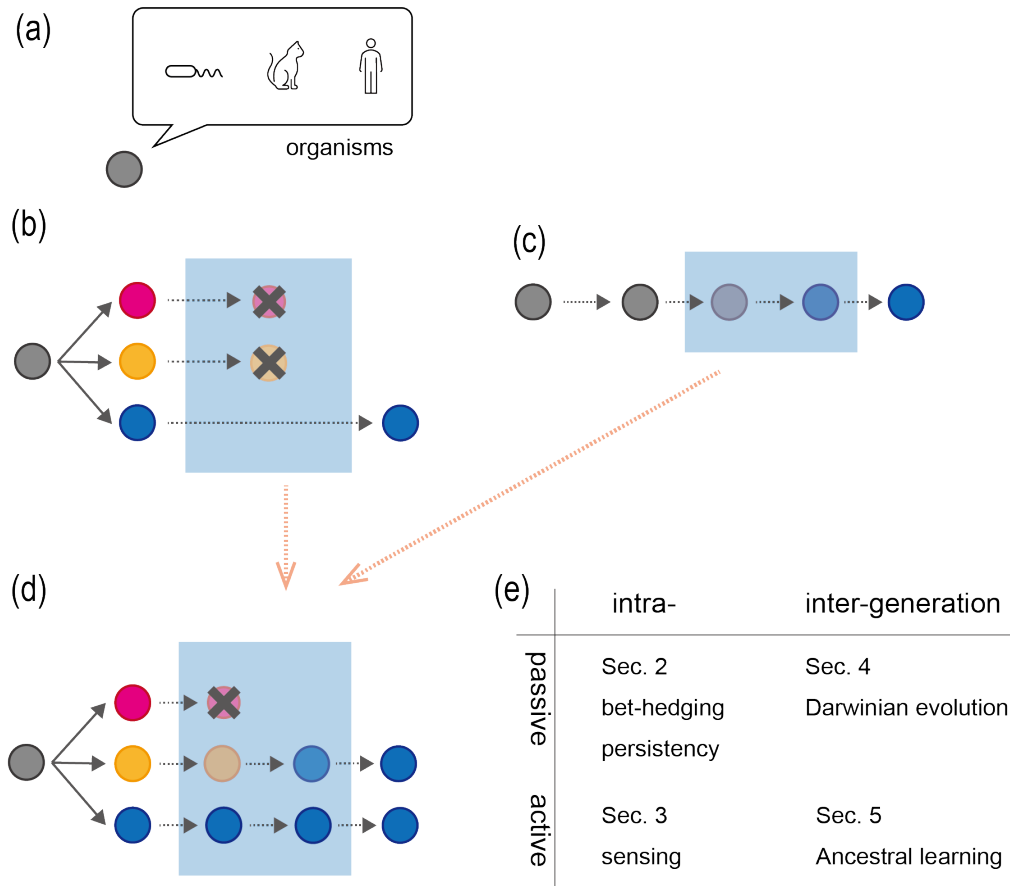 (a)
organisms
(b)
(c)
(d)
(e)
intra-
inter-generation
passive
Sec. 2
bet-hedging
persistency
Sec. 4
Darwinian evolution
active
Sec. 3
sensing
Sec. 5
Ancestral learning